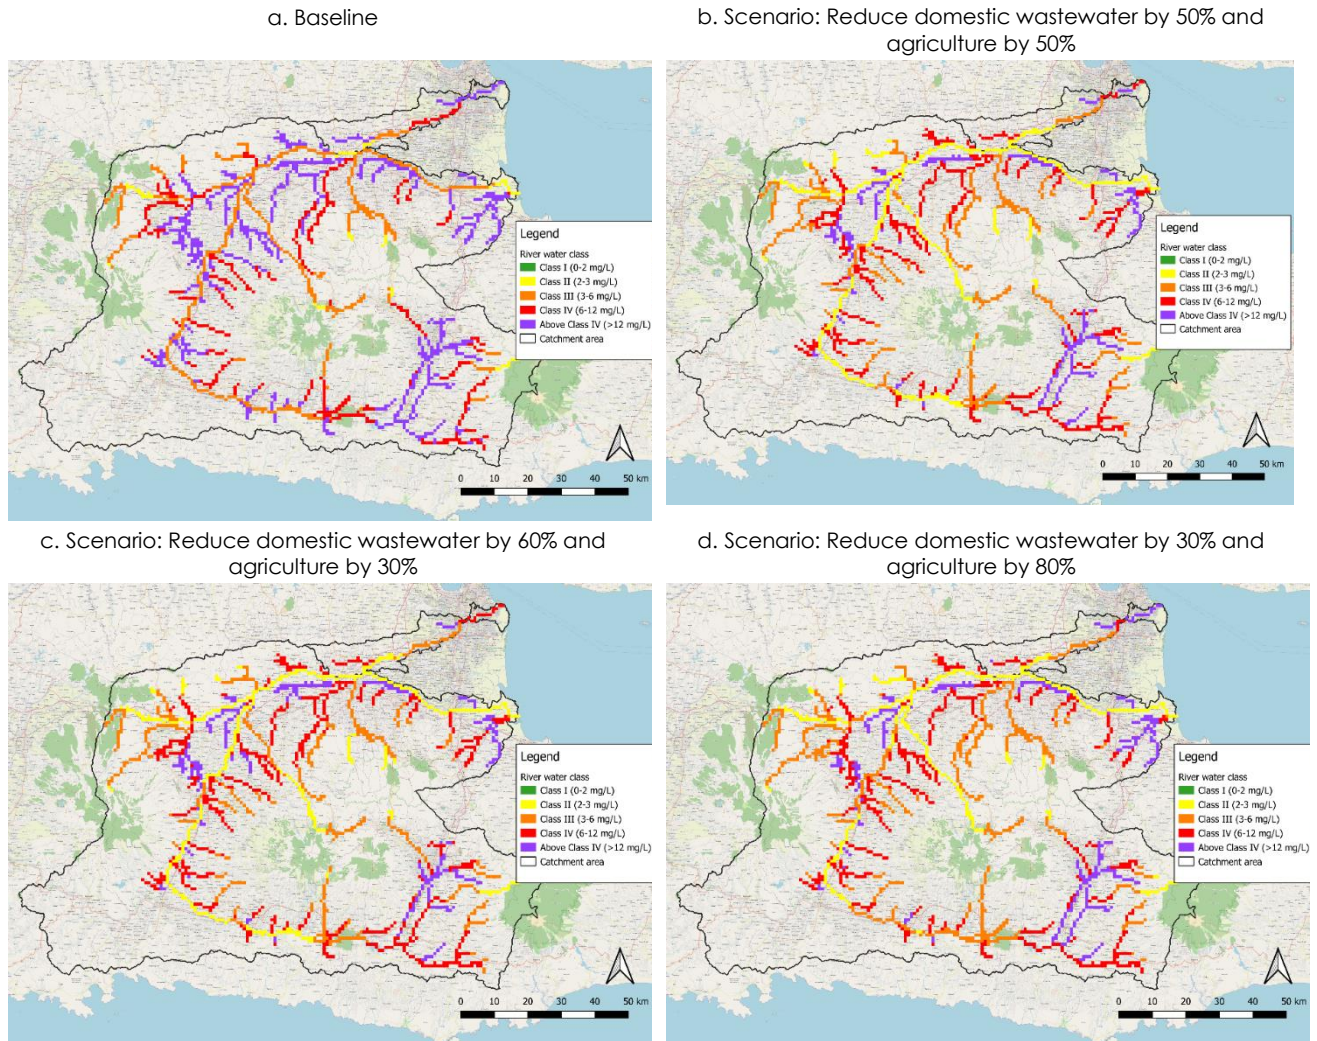 a. Baseline
b. Scenario: Reduce domestic wastewater by 50% and
agriculture by 50%
Legend
River water class
Class I (0-2 mg/L)
Class II (2-3 mg/L)
Class III (3-6 mg/L)
Class IV (6-12 mg/L)
Above Class IV (>12 mg/L)
Catchment area
0 10 20 30 40 50 km
Legend
River water class
Class I (0-2 mg/L)
Class II (2-3 mg/L)
Class III (3-6 mg/L)
Class IV (6-12 mg/L)
Above Class IV (>12 mg/L)
Catchment area
0 10 20 30 40 50 km
c. Scenario: Reduce domestic wastewater by 60% and
agriculture by 30%
d. Scenario: Reduce domestic wastewater by 30% and
agriculture by 80%
Legend
River water class
Class I (0-2 mg/L)
Class II (2-3 mg/L)
Class III (3-6 mg/L)
Class IV (6-12 mg/L)
Above Class IV (>12 mg/L)
Catchment area
0 10 20 30 40 50 km
Legend
River water class
Class I (0-2 mg/L)
Class II (2-3 mg/L)
Class III (3-6 mg/L)
Class IV (6-12 mg/L)
Above Class IV (>12 mg/L)
Catchment area
0 10 20 30 40 50 km